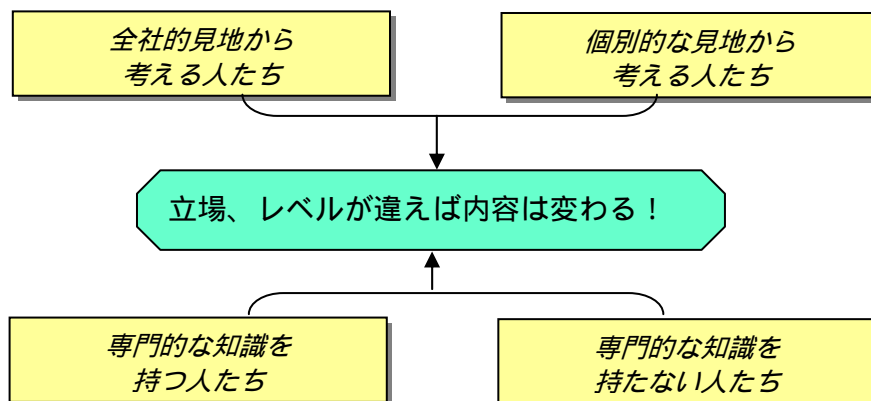 全社的見地から
考える人たち
個別的な見地から
考える人たち
立場、レベルが違えば内容は変わる！
専門的な知識を
持つ人たち
専門的な知識を
持たない人たち